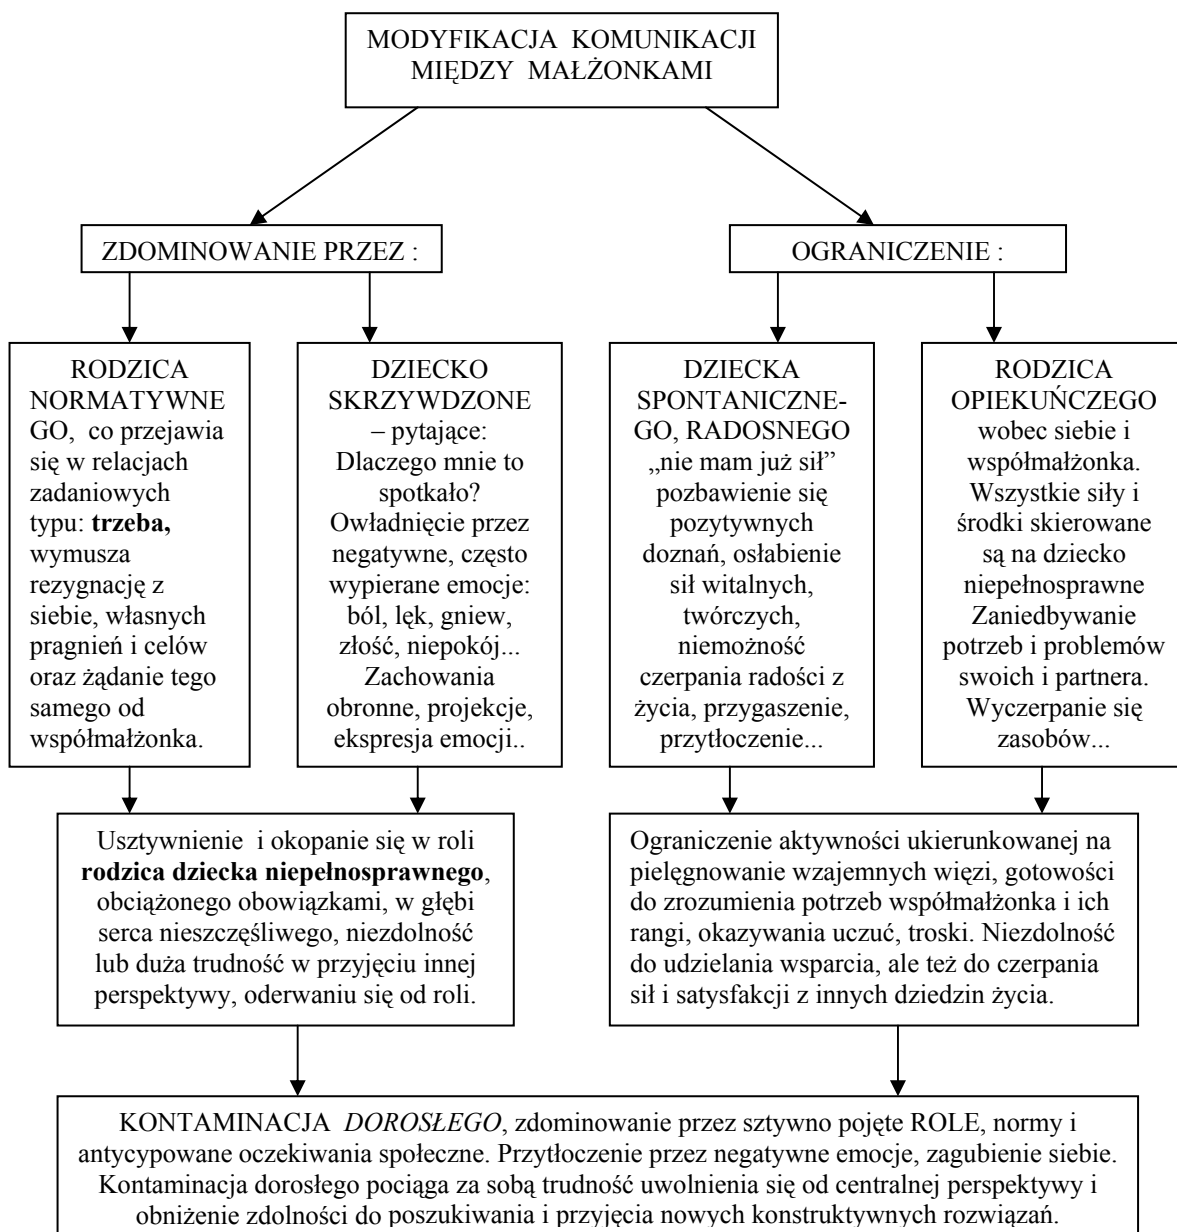 MODYFIKACJA KOMUNIKACJI
MIĘDZY MAŁŻONKAMI
ZDOMINOWANIE PRZEZ :
OGRANICZENIE :
RODZICA
NORMATYWNE
GO, co przejawia
się w relacjach
zadaniowych
typu: trzeba,
wymusza
rezygnację z
siebie, własnych
pragnień i celów
oraz żądanie tego
samego od
współmałżonka.
DZIECKO
SKRZYWDZONE
– pytające:
Dlaczego mnie to
spotkało?
Owładnięcie przez
negatywne, często
wypierane emocje:
ból, lęk, gniew,
złość, niepokój...
Zachowania
obronne, projekcje,
ekspresja emocji..
DZIECKA
SPONTANICZNE-
GO, RADOSNEGO
„nie mam już sił”
pozbawienie się
pozytywnych
doznań, osłabienie
sił witalnych,
twórczych,
niemożność
czerpania radości z
życia, przygaszenie,
przytłoczenie...
RODZICA
OPIEKUŃCZEGO
wobec siebie i
współmałżonka.
Wszystkie siły i
środki skierowane
są na dziecko
niepełnosprawne
Zaniedbywanie
potrzeb i problemów
swoich i partnera.
Wyczerpanie się
zasobów...
Usztywnienie i okopanie się w roli
rodzica dziecka niepełnosprawnego,
obciążonego obowiązkami, w głębi
serca nieszczęśliwego, niezdolność
lub duża trudność w przyjęciu innej
perspektywy, oderwaniu się od roli.
Ograniczenie aktywności ukierunkowanej na
pielęgnowanie wzajemnych więzi, gotowości
do zrozumienia potrzeb współmałżonka i ich
rangi, okazywania uczuć, troski. Niezdolność
do udzielania wsparcia, ale też do czerpania
sił i satysfakcji z innych dziedzin życia.
KONTAMINACJA DOROSŁEGO, zdominowanie przez sztywno pojęte ROLE, normy i
antycypowane oczekiwania społeczne. Przytłoczenie przez negatywne emocje, zagubienie siebie.
Kontaminacja dorosłego pociąga za sobą trudność uwolnienia się od centralnej perspektywy i
obniżenie zdolności do poszukiwania i przyjęcia nowych konstruktywnych rozwiązań.